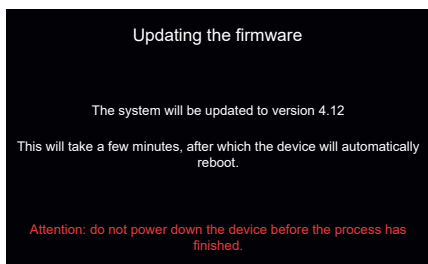 Updating the firmware
The system will be updated to version 4.12
This will take a few minutes, after which the device will automatically
reboot.
Attention: do not power down the device before the process has
finished.